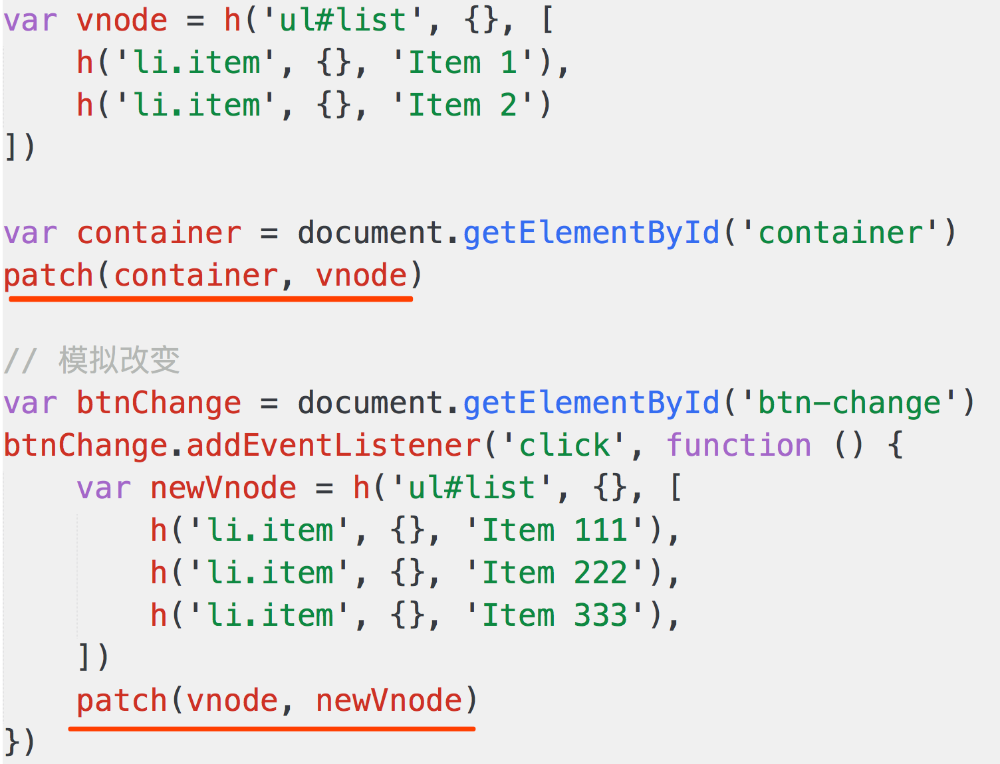 var vnode = h('ul#list', {}, [
    h('li.item', {}, 'Item 1'),
    h('li.item', {}, 'Item 2')
])

var container = document.getElementById('container')
patch(container, vnode)

// 模拟改变
var btnChange = document.getElementById('btn-change')
btnChange.addEventListener('click', function () {
    var newVnode = h('ul#list', {}, [
        h('li.item', {}, 'Item 111'),
        h('li.item', {}, 'Item 222'),
        h('li.item', {}, 'Item 333'),
    ])
    patch(vnode, newVnode)
})